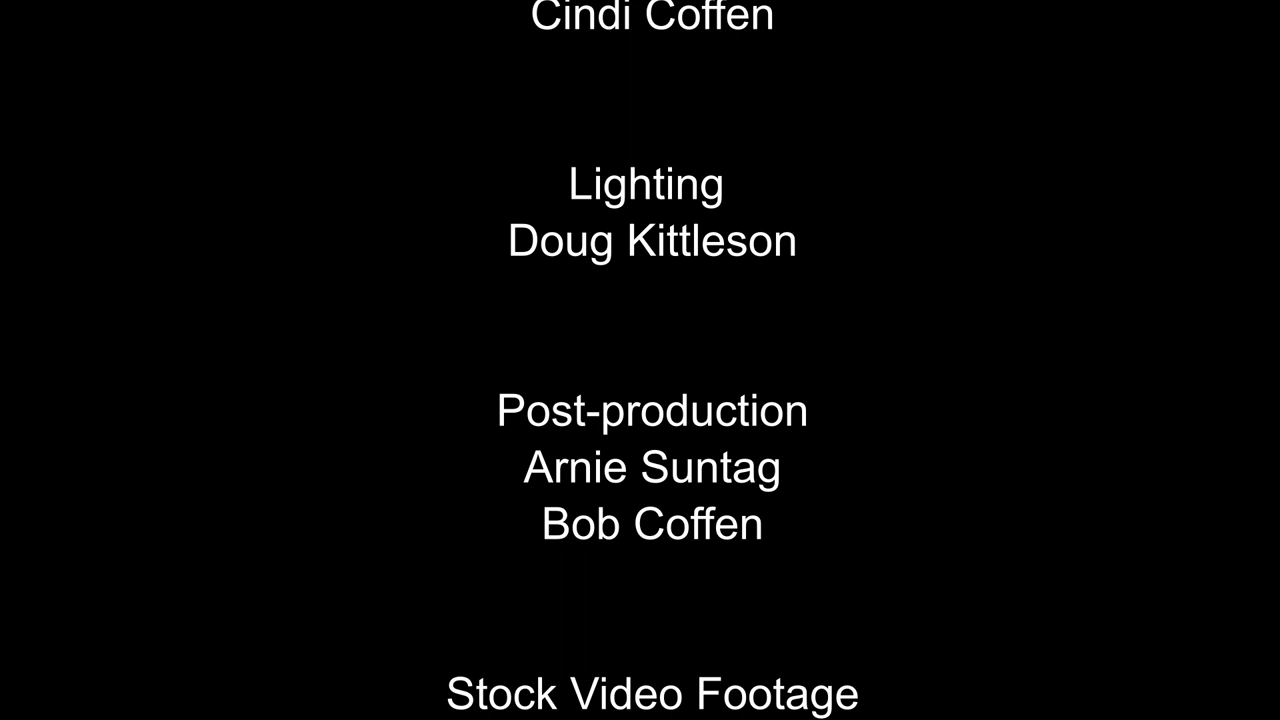 Cindi Coffen
Lighting
Doug Kittleson
Post-production
Arnie Suntag
Bob Coffen
Stock Video Footage